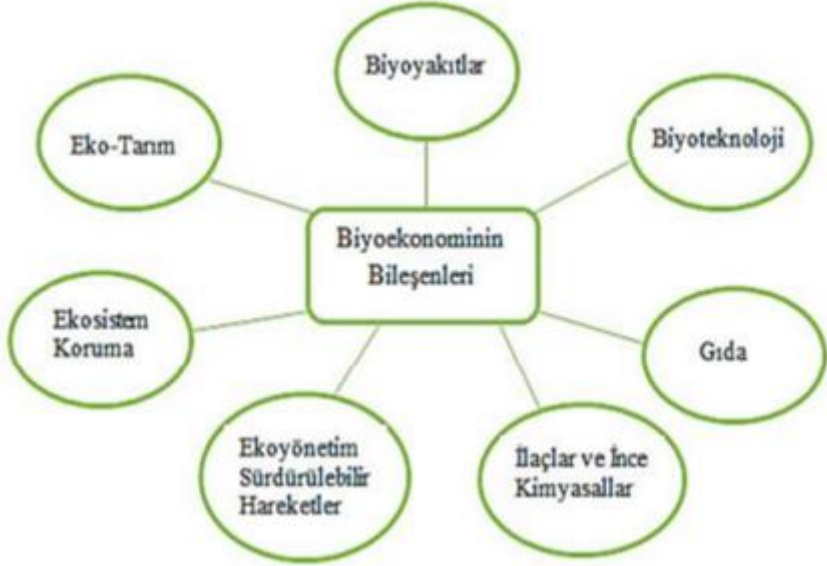 Biyoyakıtlar
Eko-Tarım
Biyoteknoloji
Biyoekonominin
Bileşenleri
Ekosistem
Koruma
Gıda
Ekoyönetim
Sürdürülebilir
Hareketler
İlaçlar ve İnce
Kimyasallar